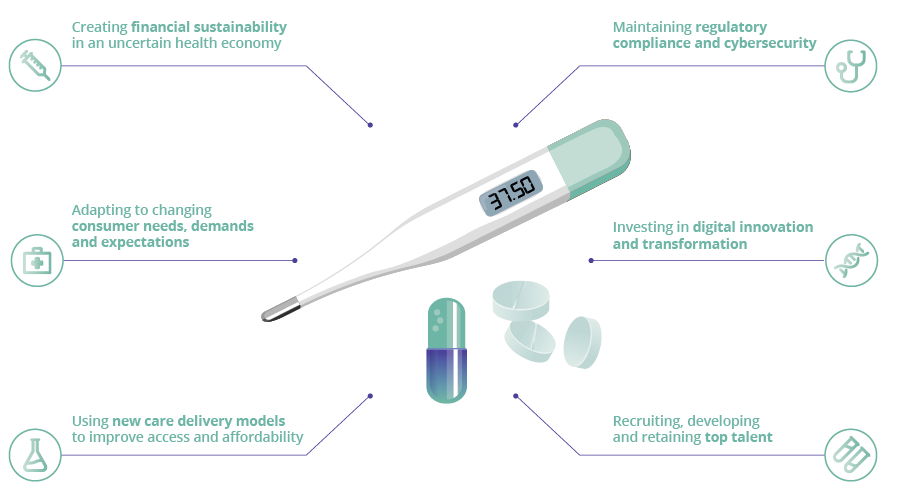 Creating financial sustainability
in an uncertain health economy
Maintaining regulatory
compliance and cybersecurity
37.50
Adapting to changing
consumer needs, demands
and expectations
Investing in digital innovation
and transformation
Using new care delivery models
to improve access and affordability
Recruiting, developing
and retaining top talent